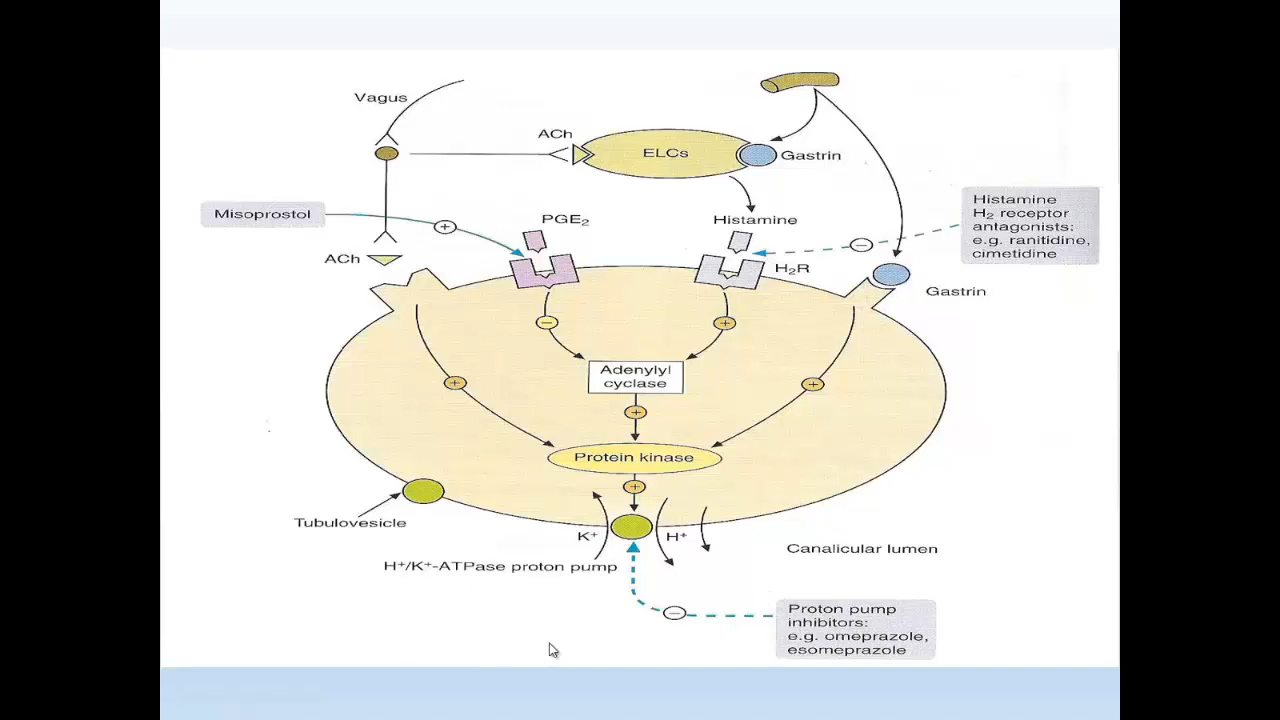 Vagus
ACh
ELCs
Gastrin
Misoprostol
PGE2
Histamine
Histamine
H2 receptor
antagonists:
e.g. ranitidine,
cimetidine
ACh
H2R
Gastrin
−
+
−
+
Adenylyl
cyclase
+
+
+
Protein kinase
+
Tubulovesicle
K+
H+
Canalicular lumen
H+/K+-ATPase proton pump
−
Proton pump
inhibitors:
e.g. omeprazole,
esomeprazole